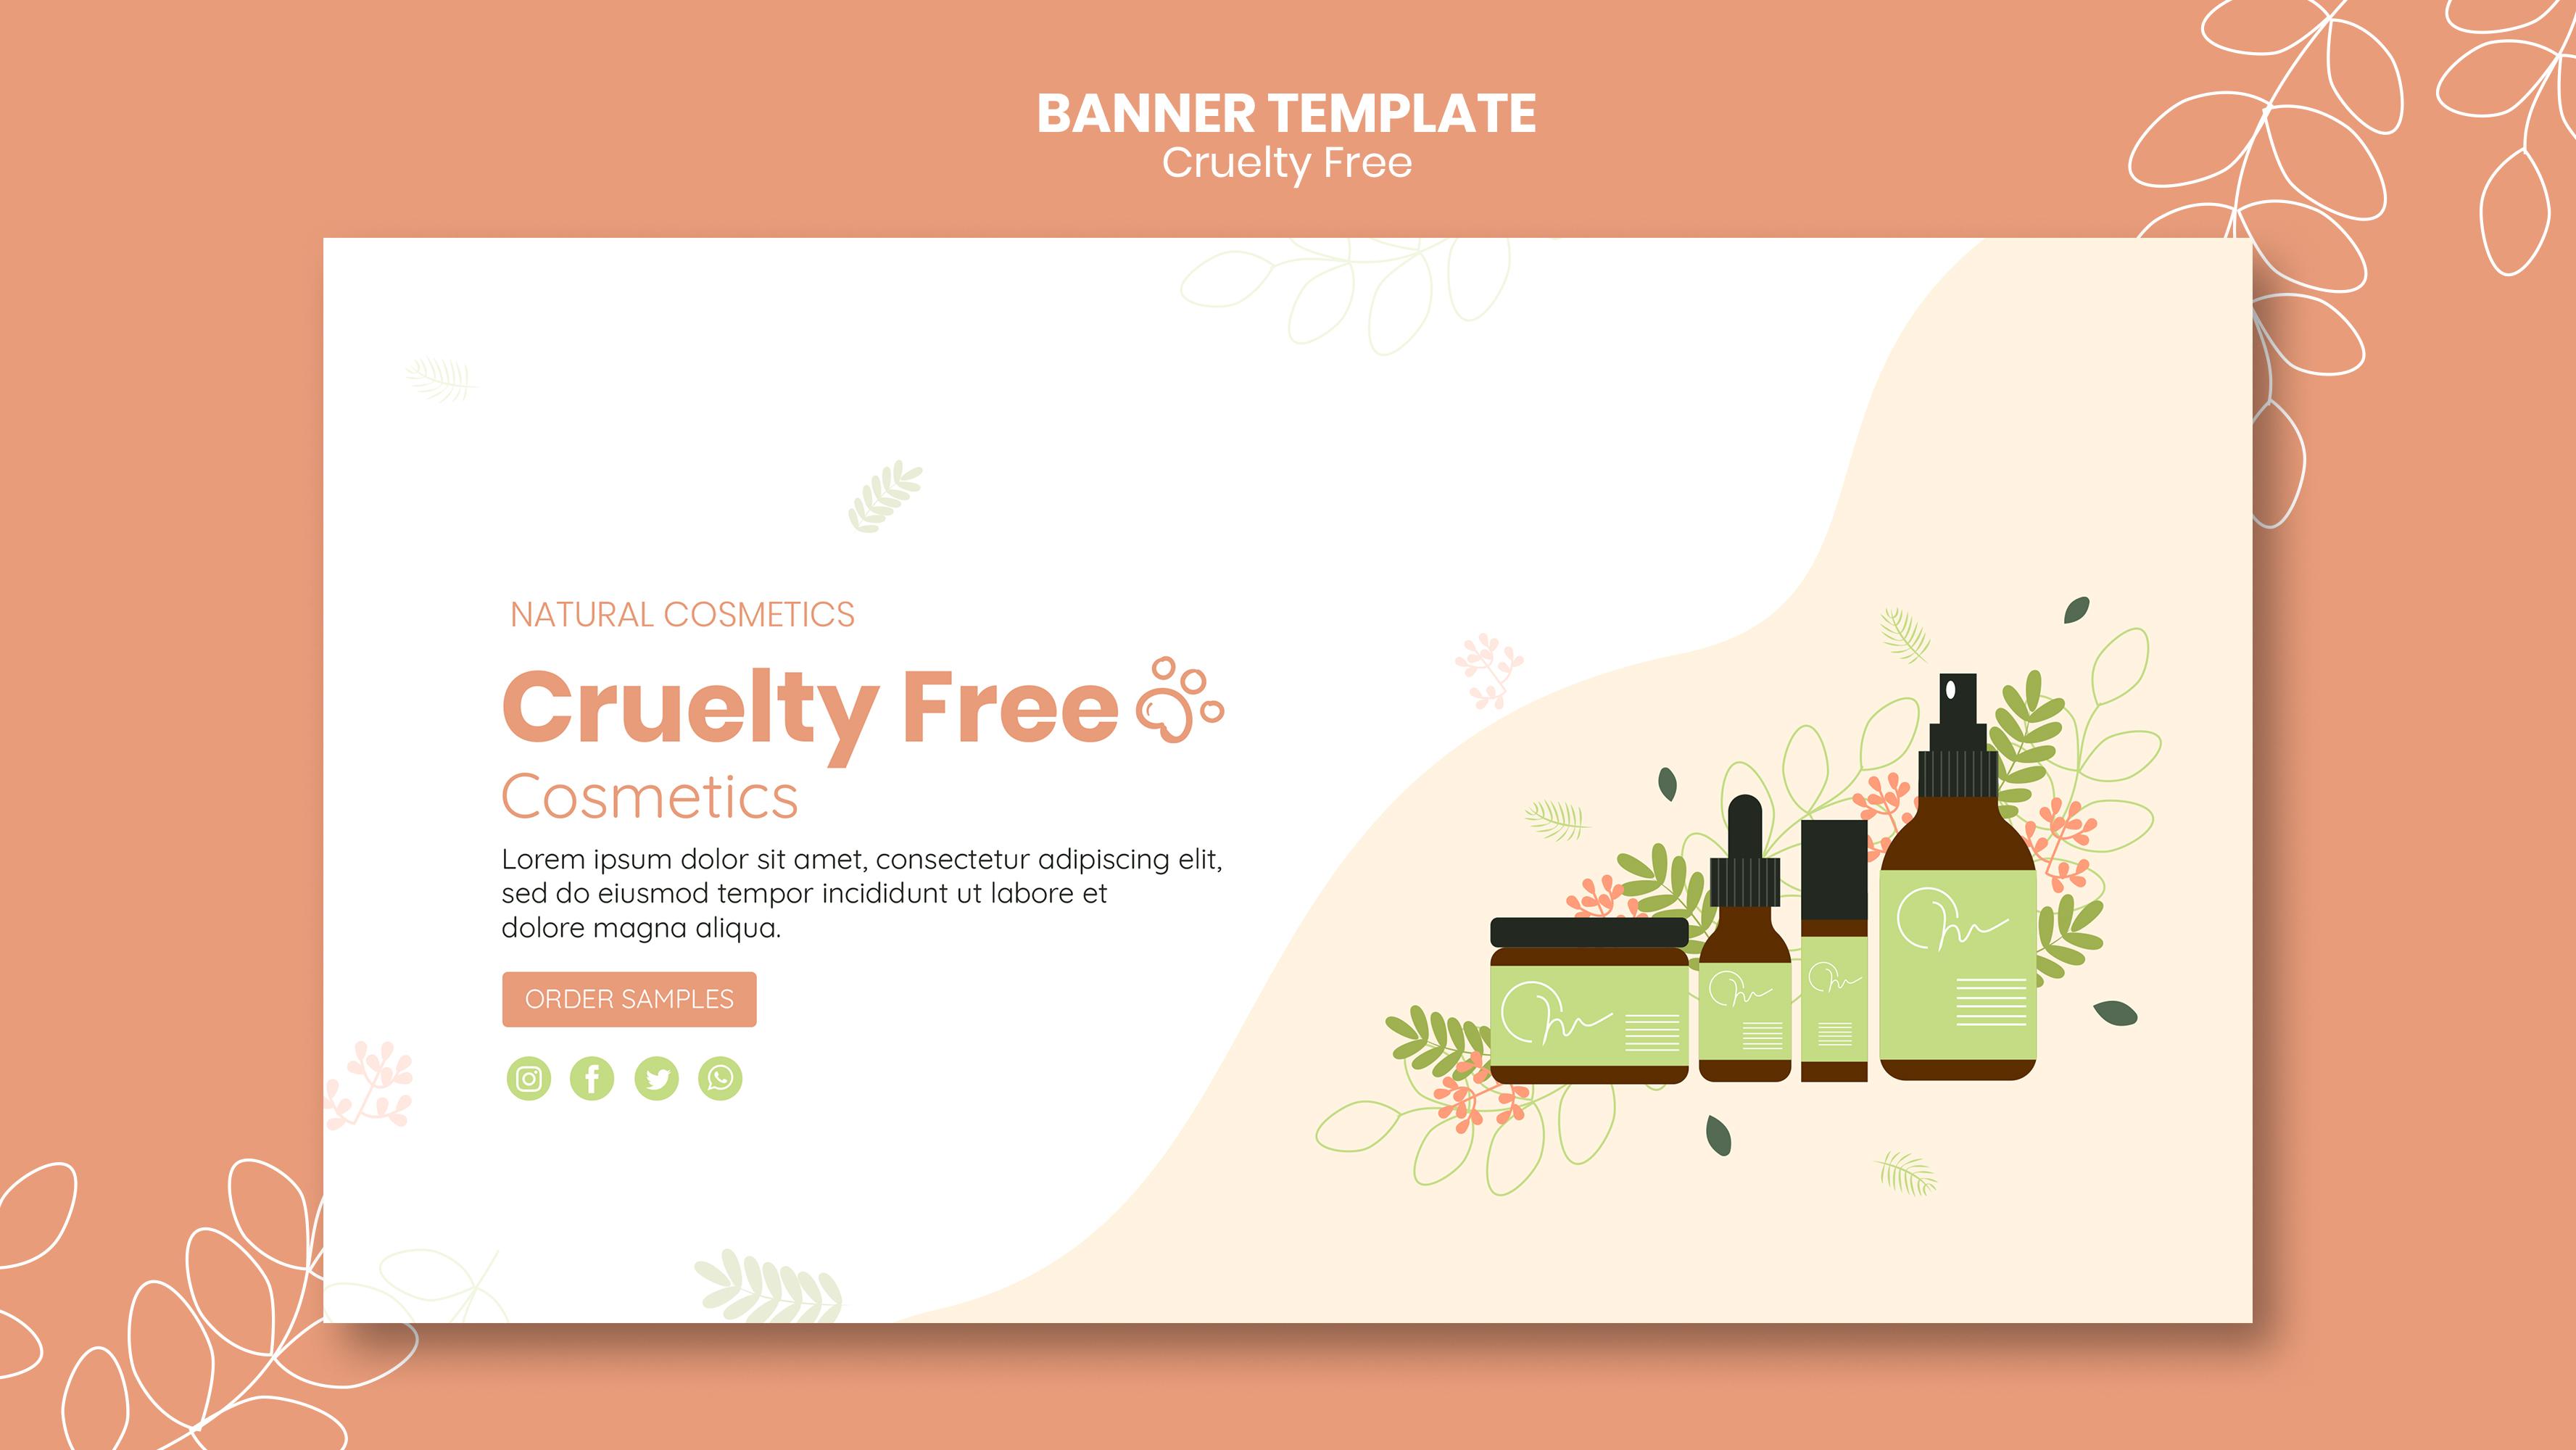 BANNER TEMPLATE
Cruelty Free
NATURAL COSMETICS
Cruelty Free
Cosmetics
Lorem ipsum dolor sit amet, consectetur adipiscing elit,
sed do eiusmod tempor incididunt ut labore et
dolore magna aliqua.
ORDER SAMPLES